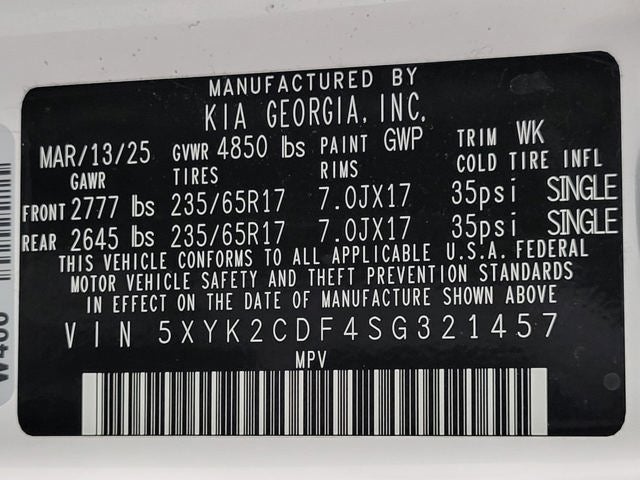 MANUFACTURED BY
KIA GEORGIA, INC.
MAR/13/25 GVWR 4850 lbs PAINT GWP TRIM WK
GAWR TIRES RIMS COLD TIRE INFL
FRONT 2777 lbs 235/65R17 7.0JX17 35psi SINGLE
REAR 2645 lbs 235/65R17 7.0JX17 35psi SINGLE
THIS VEHICLE CONFORMS TO ALL APPLICABLE U.S.A. FEDERAL
MOTOR VEHICLE SAFETY AND THEFT PREVENTION STANDARDS
IN EFFECT ON THE DATE OF MANUFACTURE SHOWN ABOVE
VIN 5XYK2CDF4SG321457
MPV